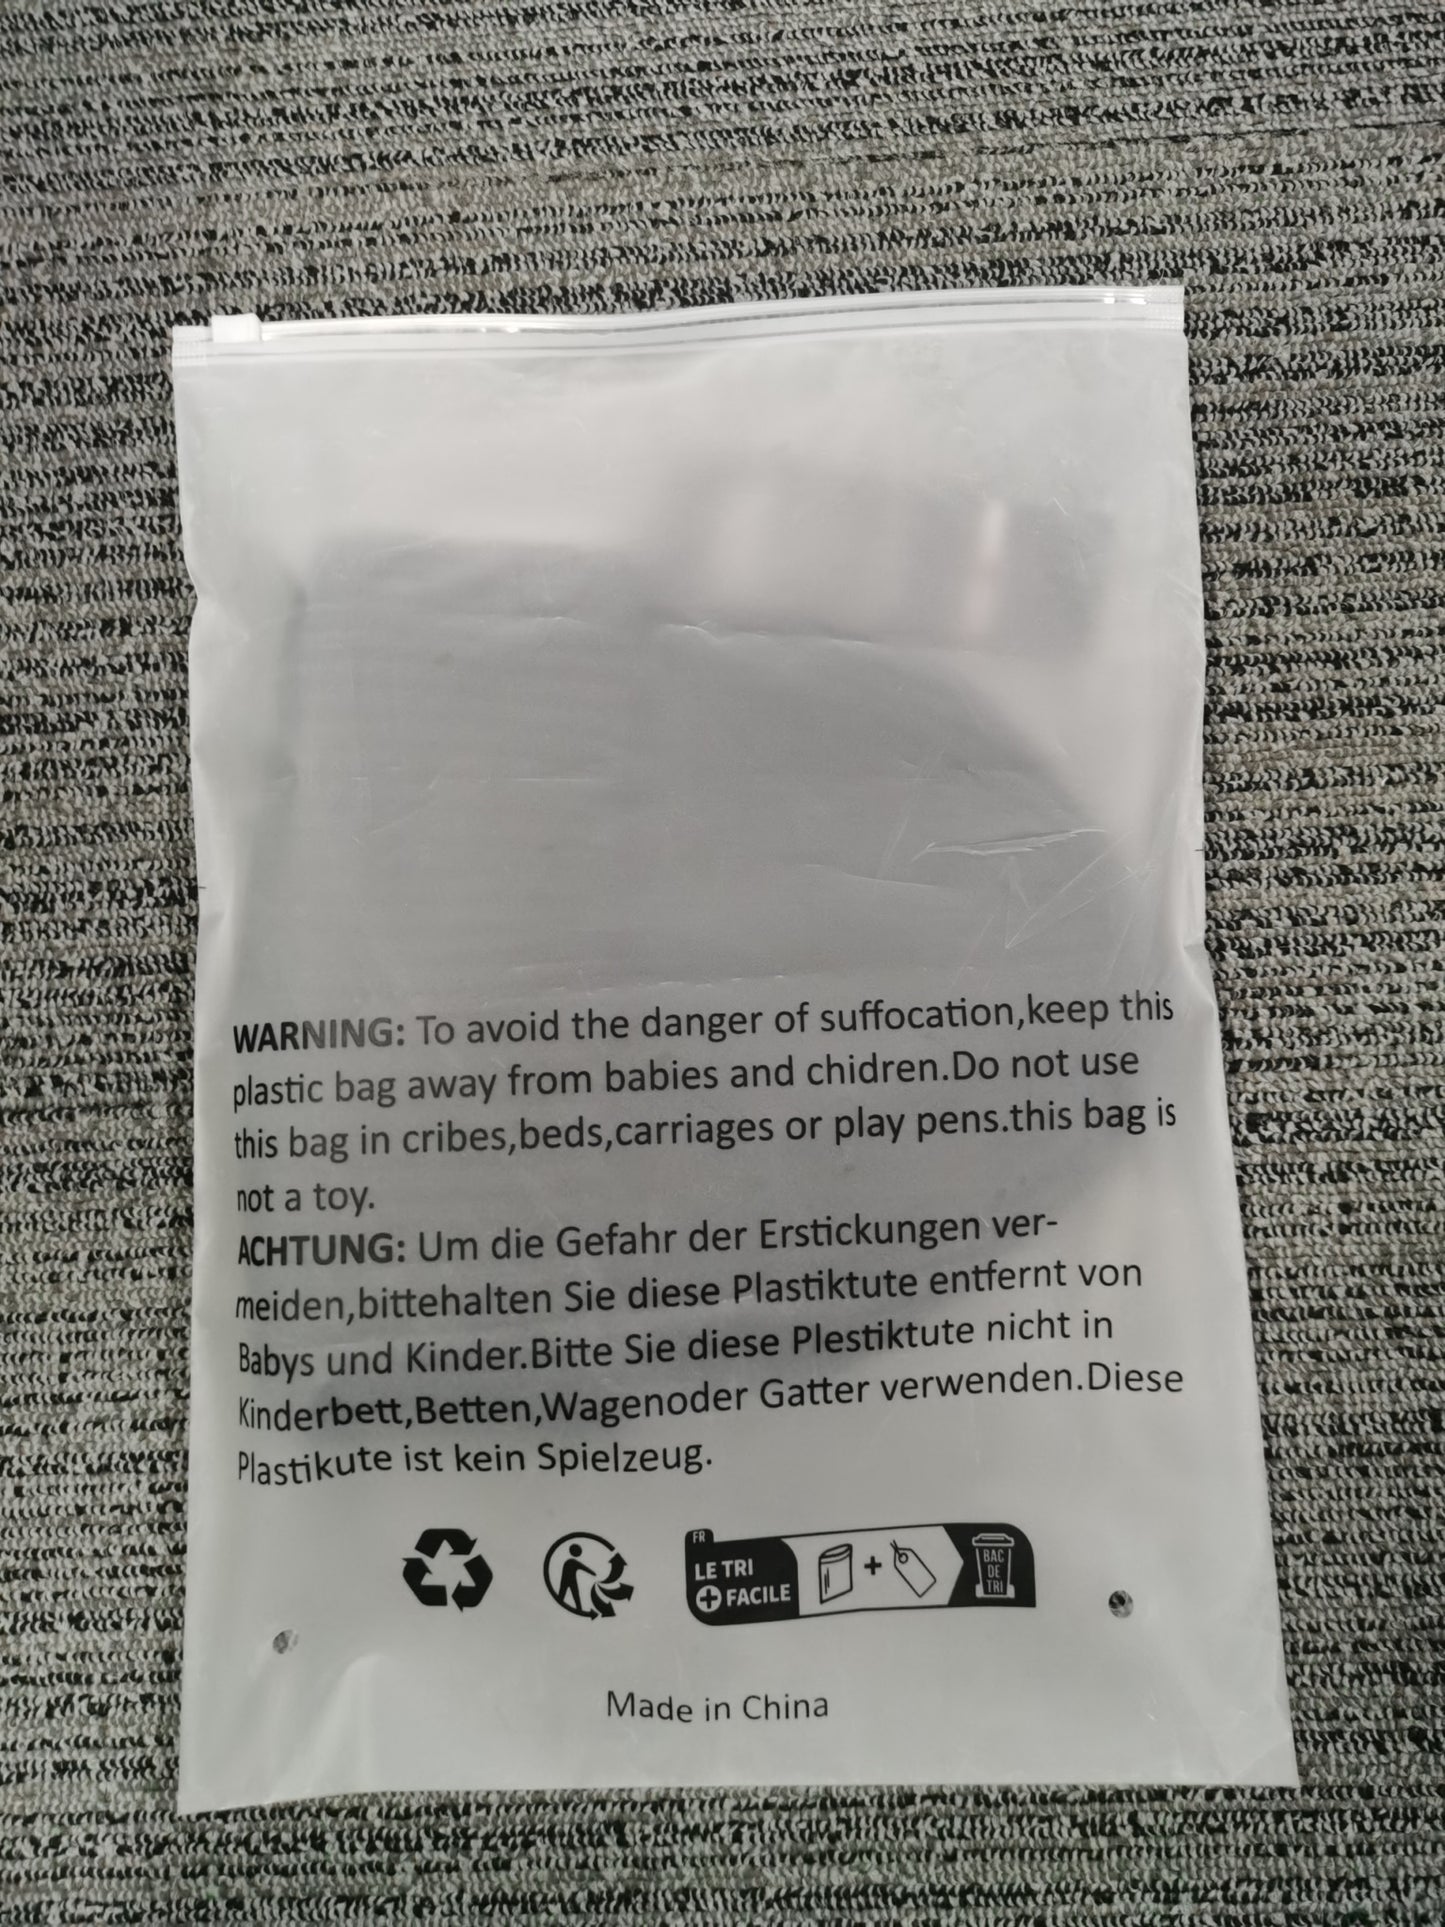 WARNING: To avoid the danger of suffocation,keep this
plastic bag away from babies and chidren.Do not use
this bag in cribes,beds,carriages or play pens.this bag is
not a toy.
ACHTUNG: Um die Gefahr der Erstickungen ver-
meiden,bittehalten Sie diese Plastiktute entfernt von
Babys und Kinder.Bitte Sie diese Plestiktute nicht in
Kinderbett,Betten,Wagenoder Gatter verwenden.Diese
Plastikute ist kein Spielzeug.
FR
LE TRI
+ FACILE
+
BAC
DE
TRI
Made in China